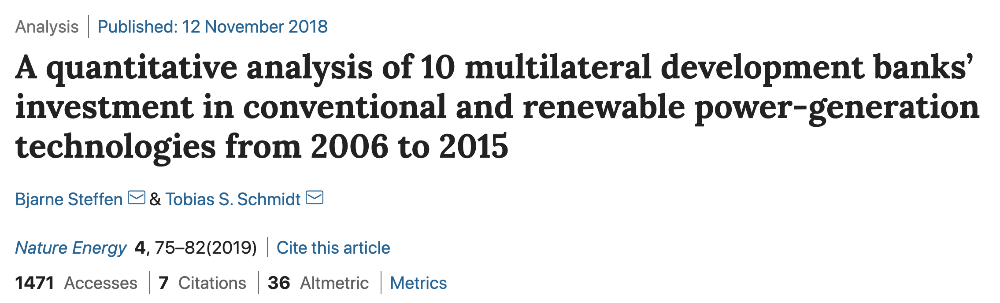 Analysis | Published: 12 November 2018
A quantitative analysis of 10 multilateral development banks’
investment in conventional and renewable power-generation
technologies from 2006 to 2015
Bjarne Steffen & Tobias S. Schmidt
Nature Energy 4, 75–82(2019) | Cite this article
1471 Accesses | 7 Citations | 36 Altmetric | Metrics